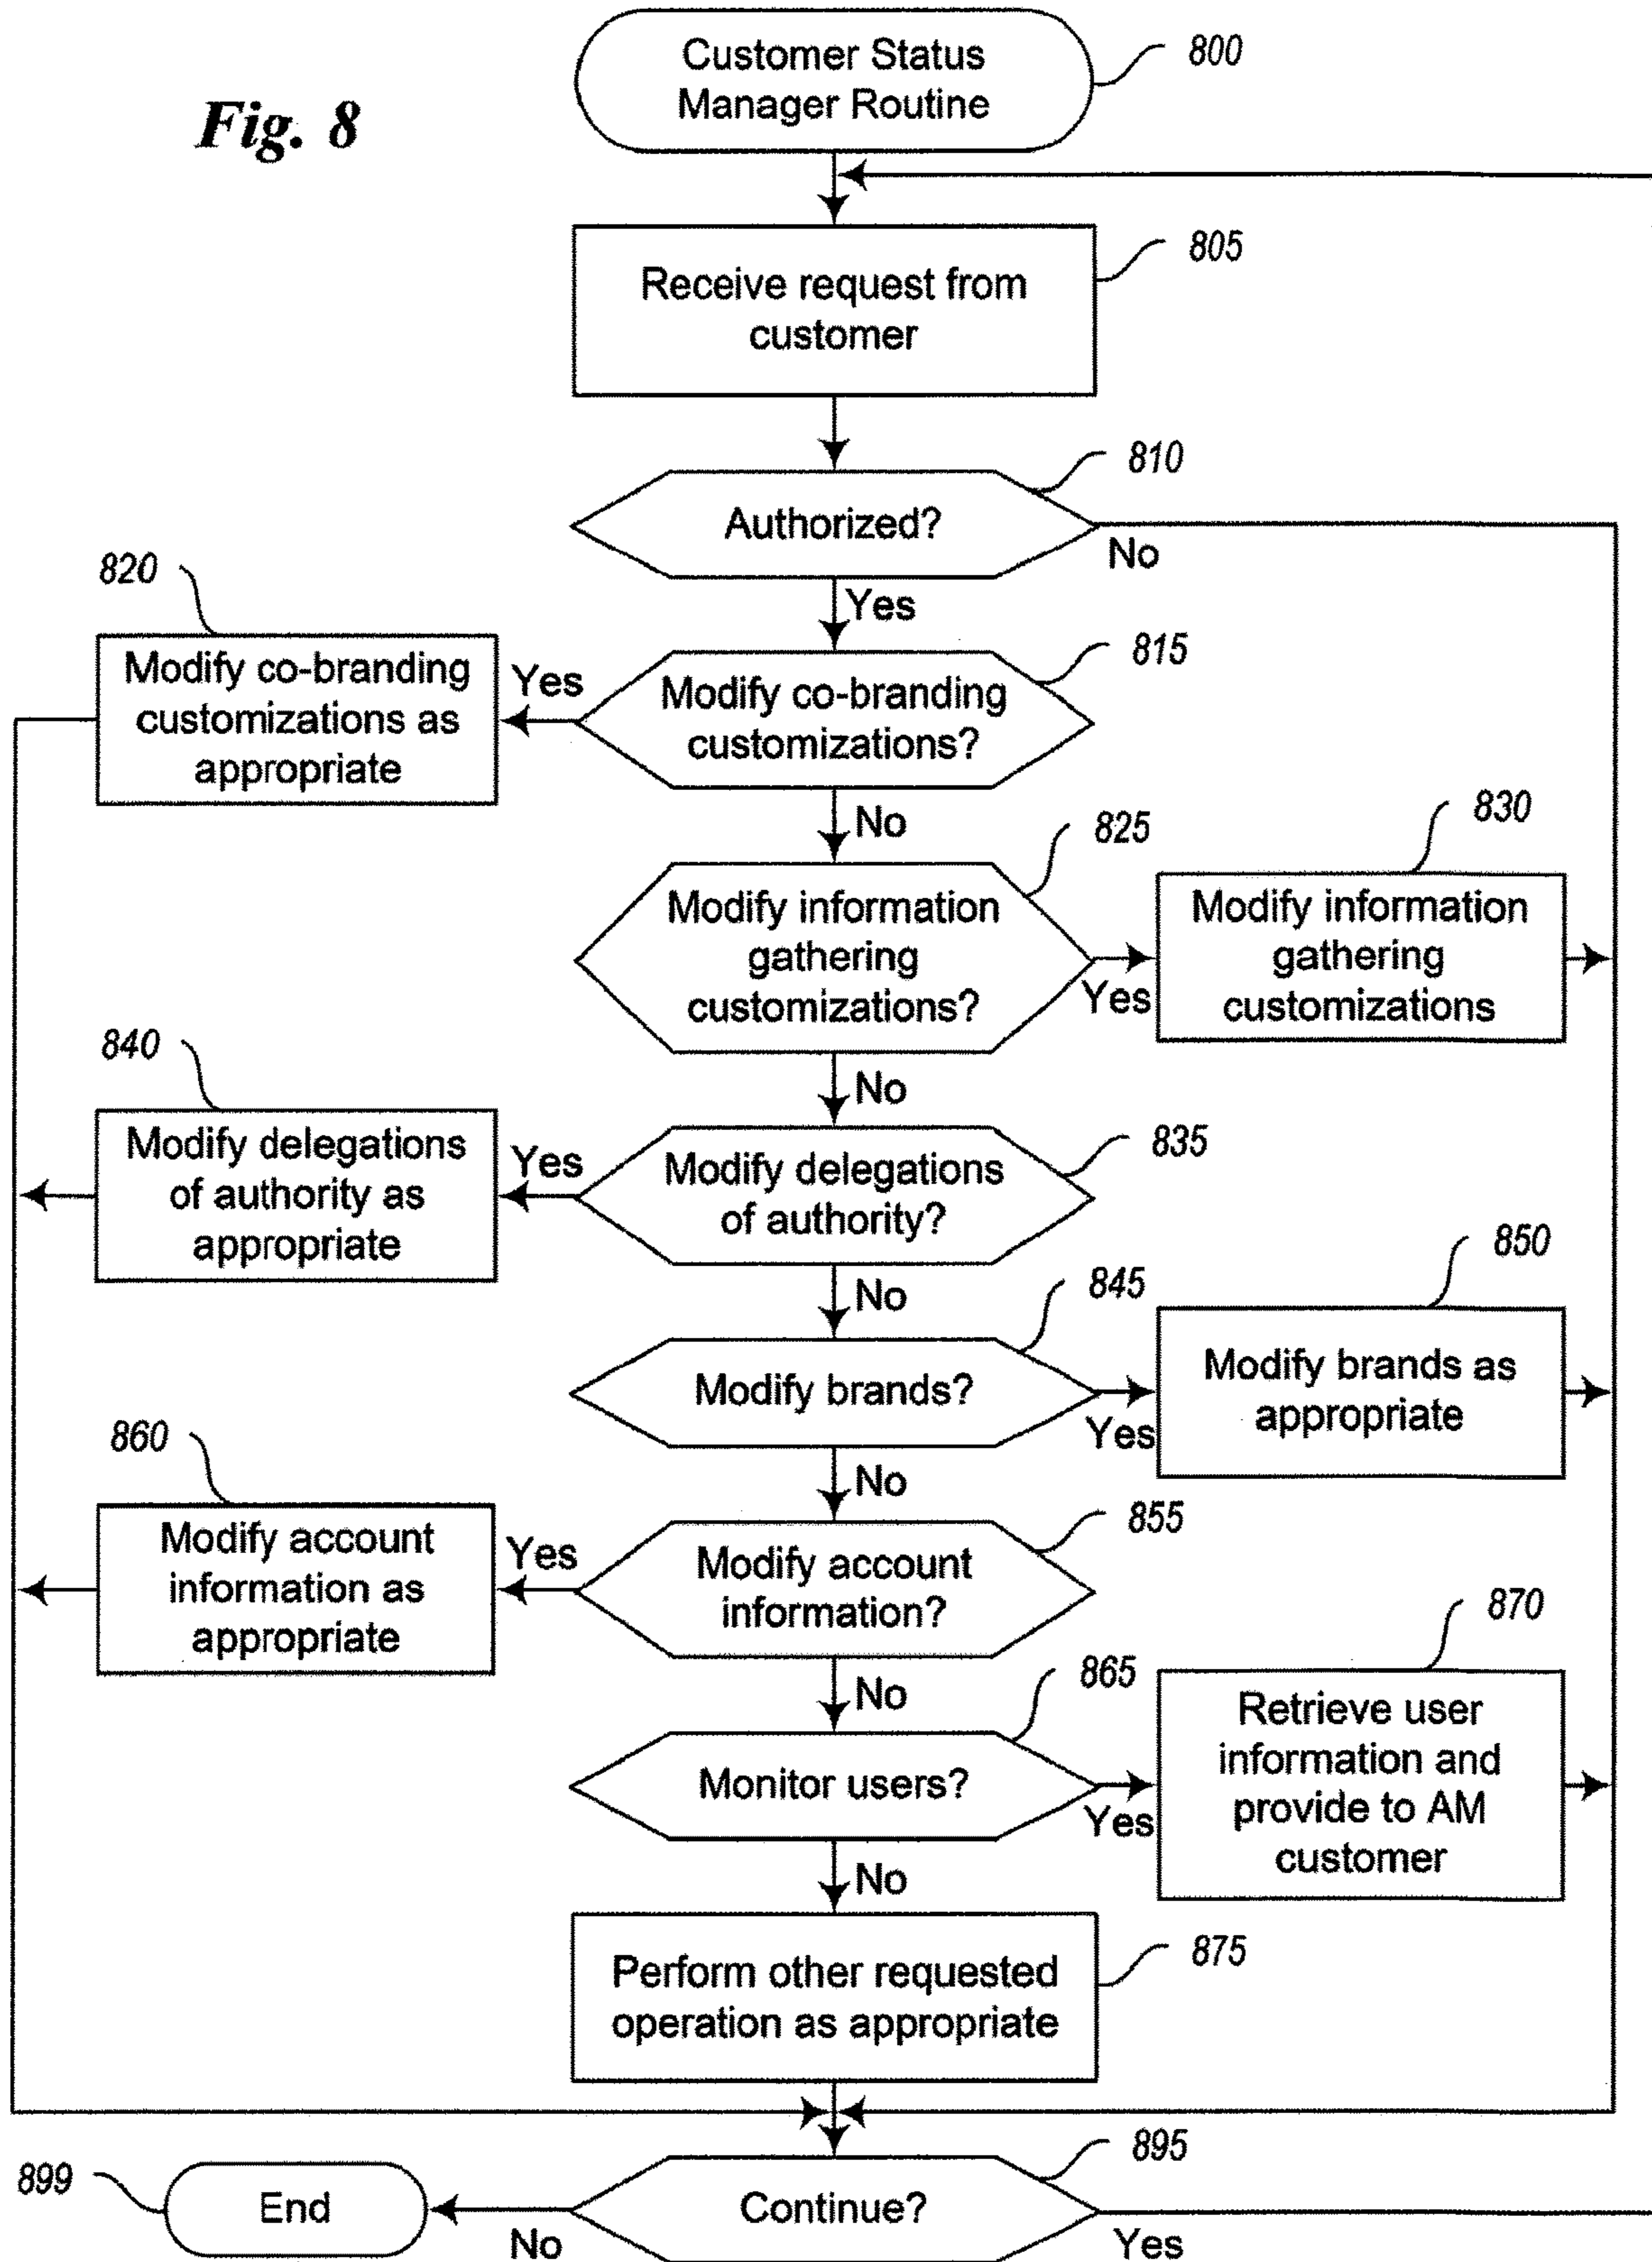 Fig. 8
Customer Status
Manager Routine
800
Receive request from
customer
805
Authorized?
810
No
Yes
Modify co-branding
customizations?
815
Yes
Modify co-branding
customizations as
appropriate
820
No
Modify information
gathering
customizations?
825
Yes
Modify information
gathering
customizations
830
No
Modify delegations
of authority?
835
Yes
Modify delegations
of authority as
appropriate
840
No
Modify brands?
845
Yes
Modify brands as
appropriate
850
No
Modify account
information?
855
Yes
Modify account
information as
appropriate
860
No
Monitor users?
865
Yes
Retrieve user
information and
provide to AM
customer
870
No
Perform other requested
operation as appropriate
875
Continue?
895
Yes
No
End
899